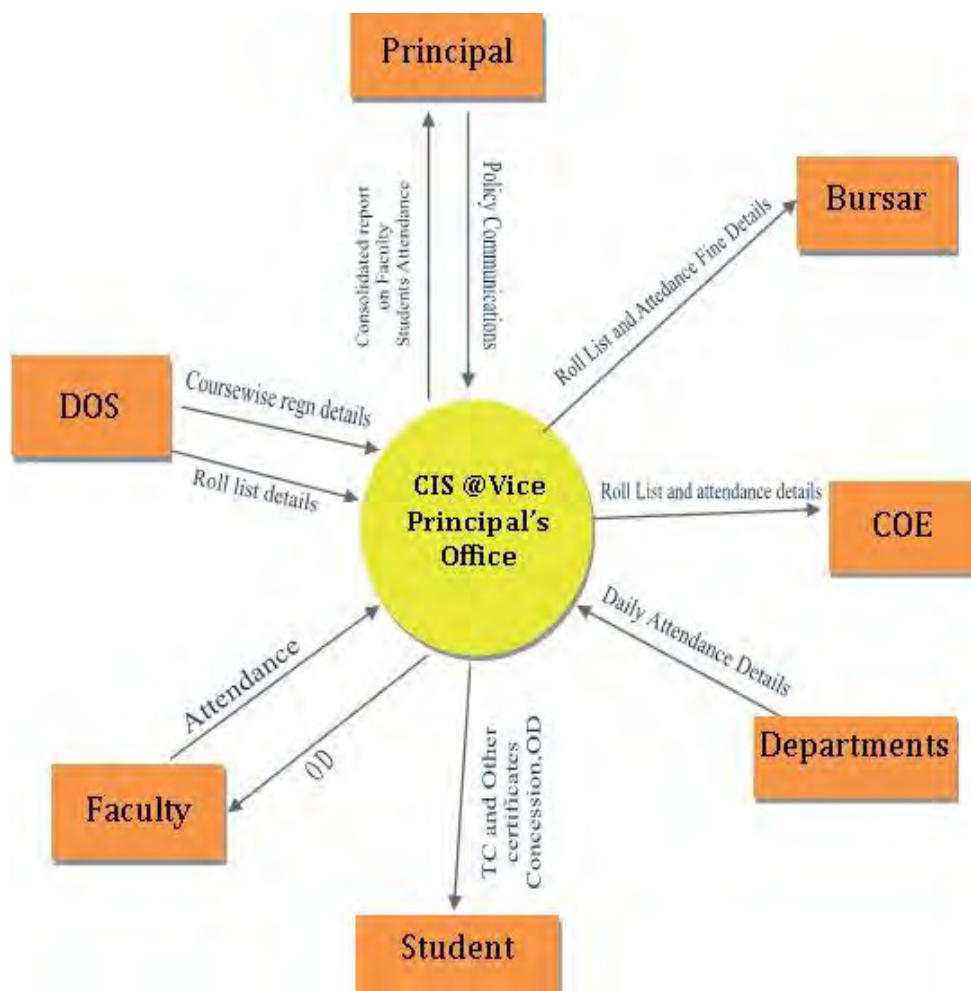 Principal
Consolidated report
on Faculty
Students Attendance
Policy Communications
Bursar
Roll List and Attedance Fine Details
DOS
Coursewise regn details
Roll list details
CIS @Vice
Principal's
Office
Roll List and attendance details
COE
Daily Attendance Details
Departments
Attendance
OD
Faculty
TC and Other
certificates
Concession,OD
Student